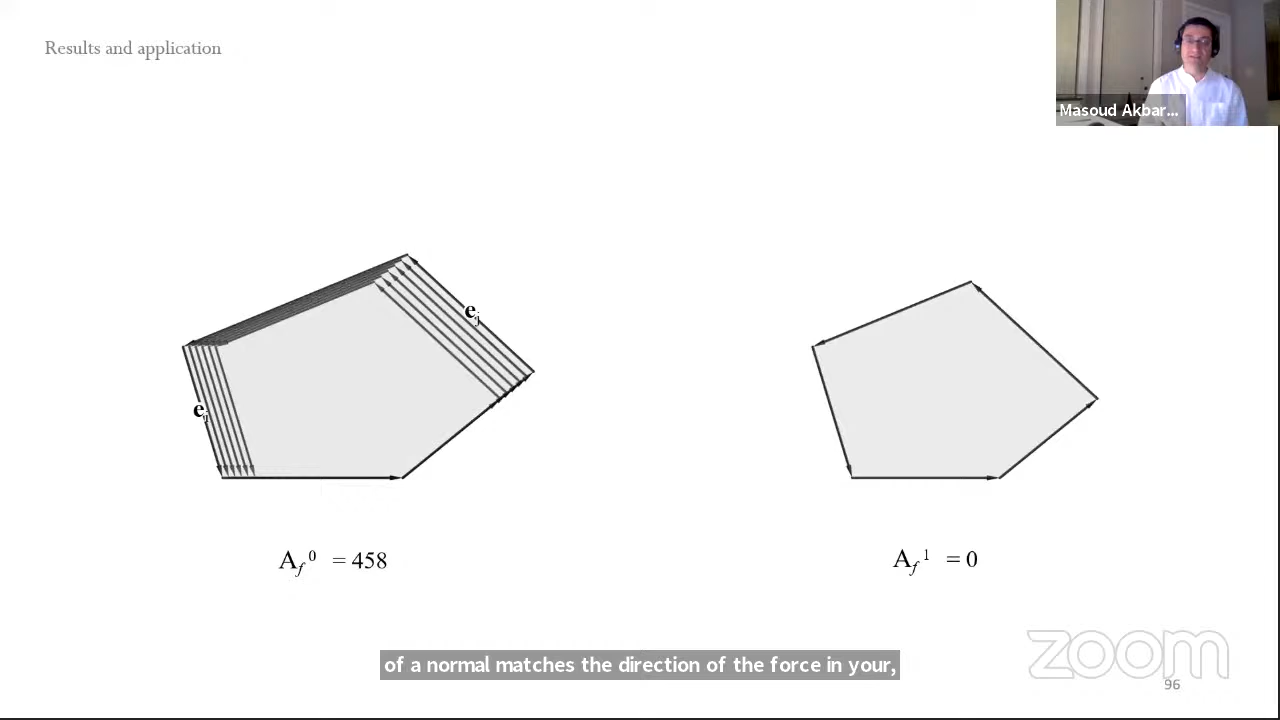 Results and application
Masoud Akbar...
e_j
e_i
A_f^0 = 458
A_f^1 = 0
of a normal matches the direction of the force in your,
zoom
96